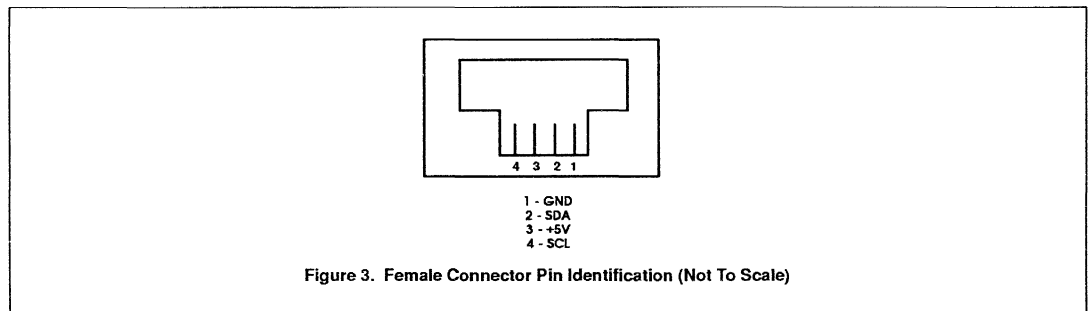 4 3 2 1
1 - GND
2 - SDA
3 - +5V
4 - SCL
Figure 3. Female Connector Pin Identification (Not To Scale)